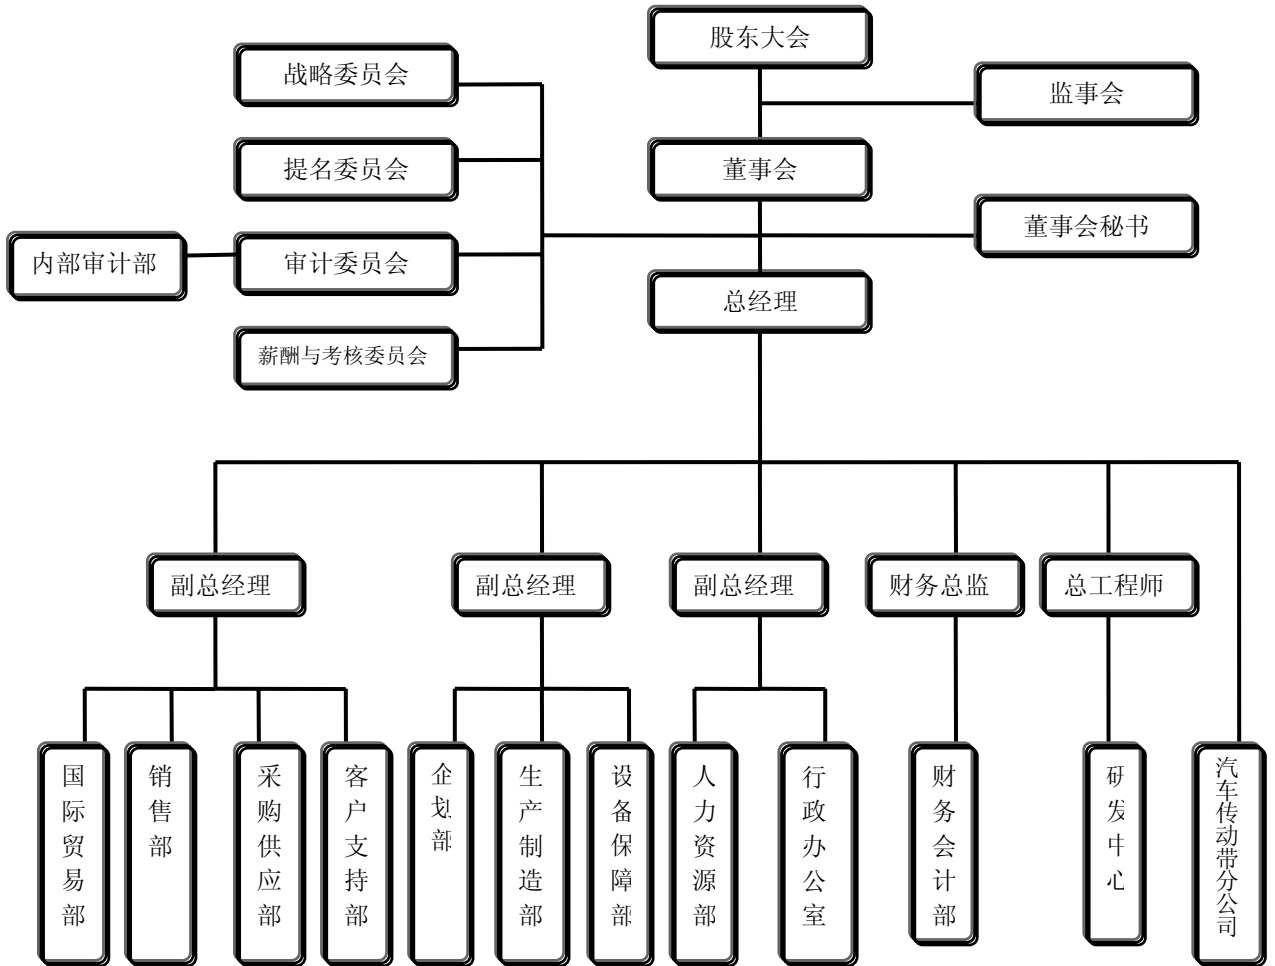 股东大会
战略委员会
监事会
提名委员会
董事会
董事会秘书
内部审计部
审计委员会
总经理
薪酬与考核委员会
副总经理
副总经理
副总经理
财务总监
总工程师
国际贸易部
销售部
采购供应部
客户支持部
企划部
生产制造部
设备保障部
人力资源部
行政办公室
财务会计部
研发中心
汽车传动带分公司